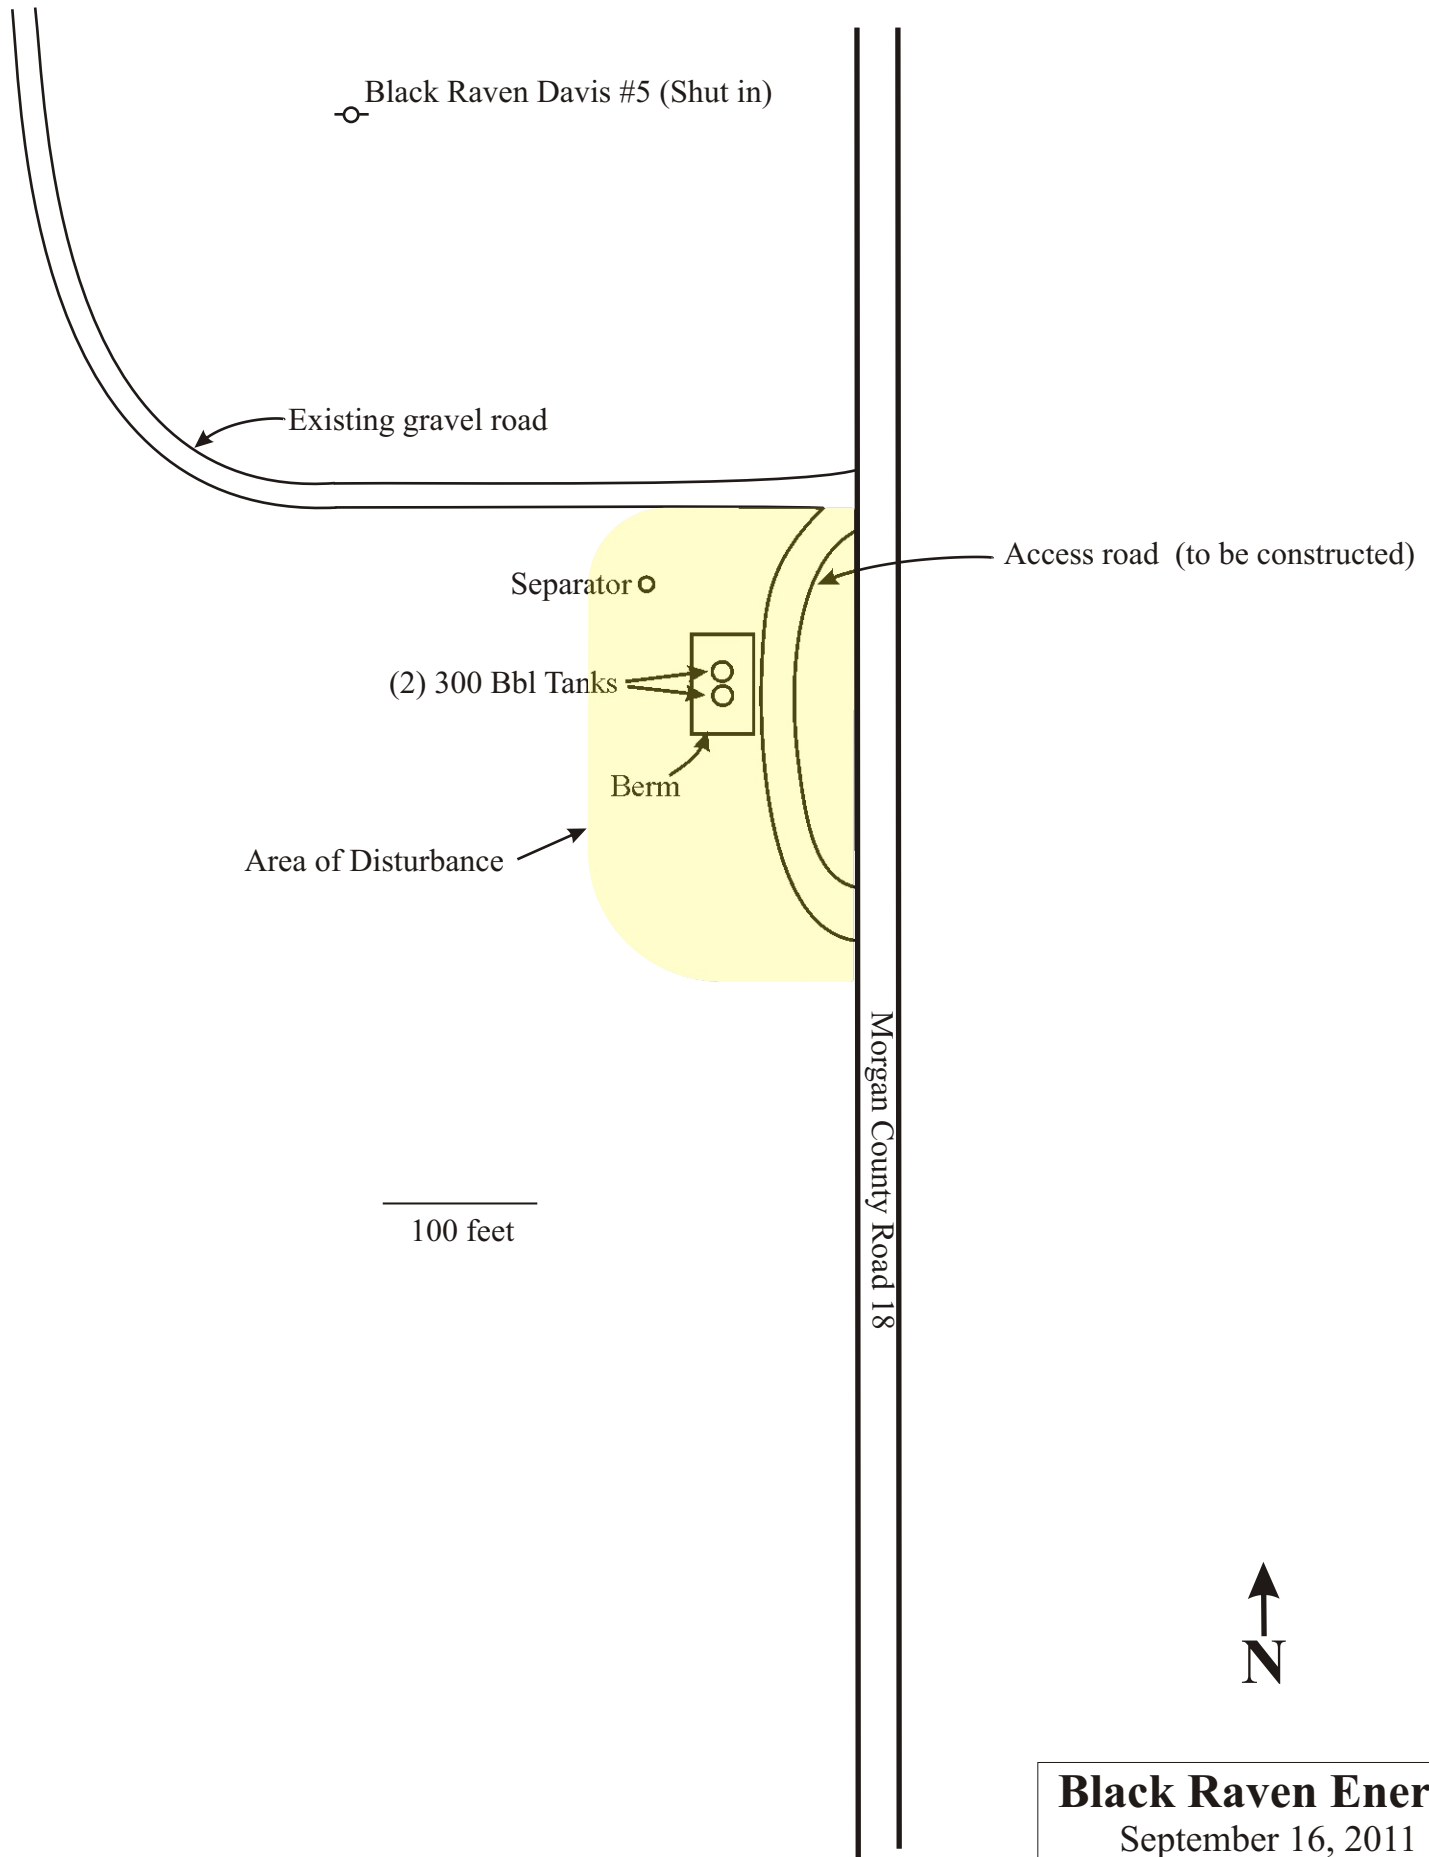 Black Raven Davis #5 (Shut in)
Existing gravel road
Access road (to be constructed)
Separator
(2) 300 Bbl Tanks
Berm
Area of Disturbance
Morgan County Road 18
100 feet
N
Black Raven Ener
September 16, 2011